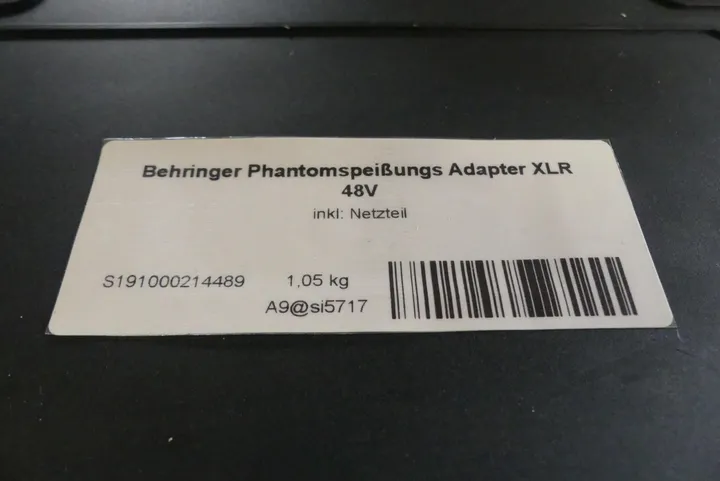 Behringer Phantomspeißungs Adapter XLR
48V
inkl: Netzteil
S191000214489 1,05 kg
A9@si5717